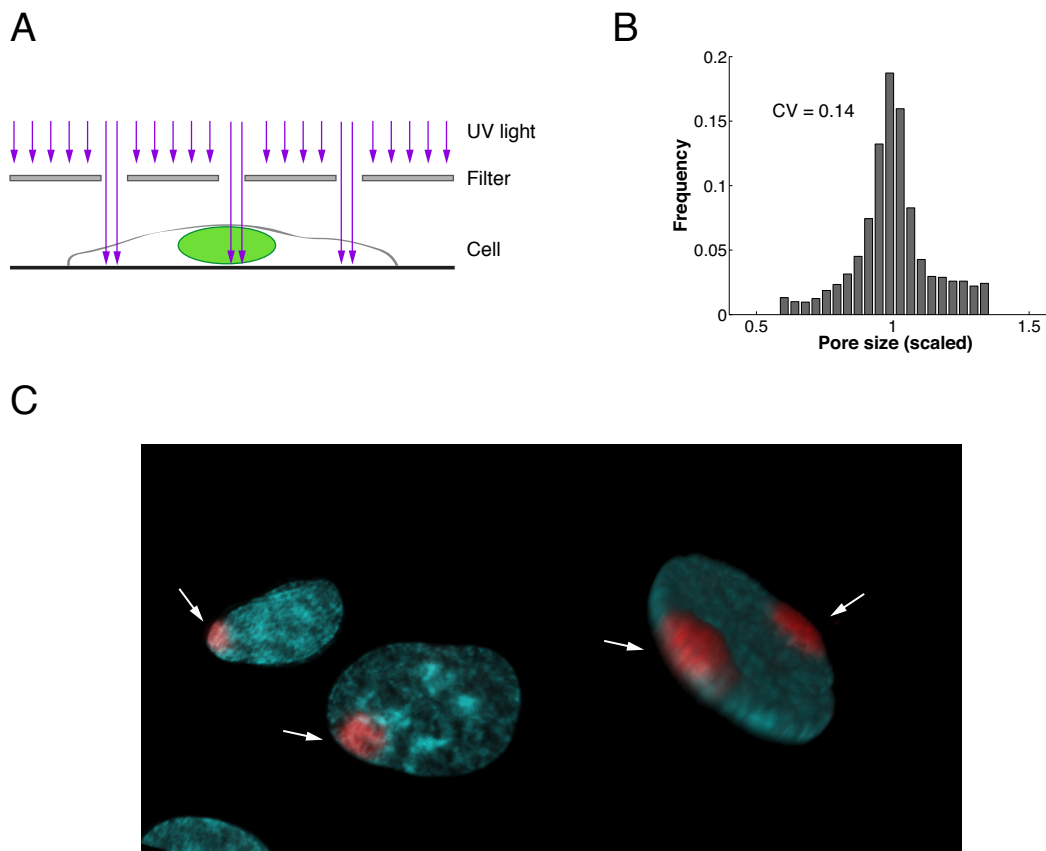 A
UV light
Filter
Cell
B
CV = 0.14
Frequency
0.2
0.15
0.1
0.05
0
0.5
1
1.5
Pore size (scaled)
C